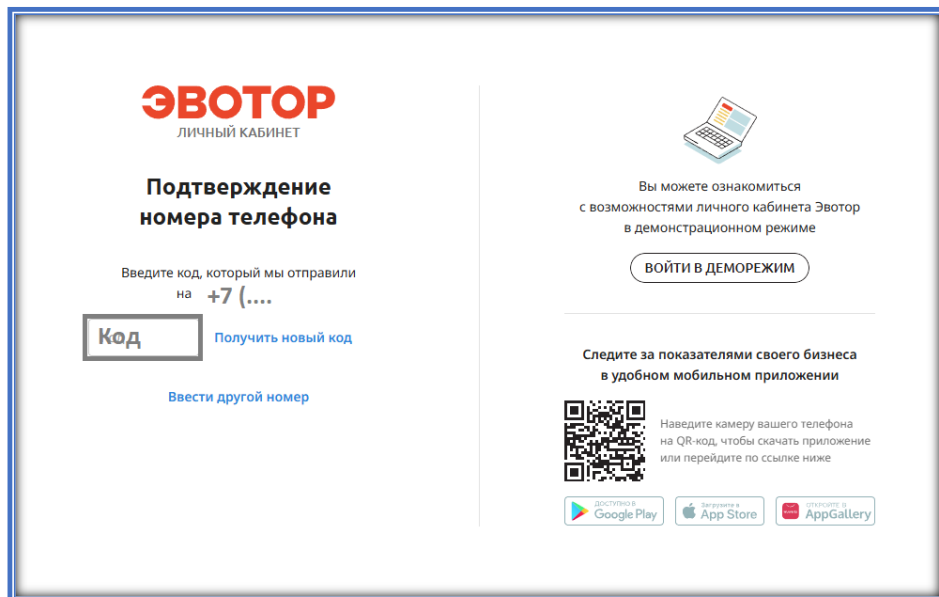 ЭВОТОР
ЛИЧНЫЙ КАБИНЕТ
Подтверждение
номера телефона
Введите код, который мы отправили
на +7 (....
Код
Получить новый код
Ввести другой номер
Вы можете ознакомиться
с возможностями личного кабинета Эвотор
в демонстрационном режиме
ВОЙТИ В ДЕМОРЕЖИМ
Следите за показателями своего бизнеса
в удобном мобильном приложении
Наведите камеру вашего телефона
на QR-код, чтобы скачать приложение
или перейдите по ссылке ниже
ДОСТУПНО В
Google Play
Загрузите в
App Store
ОТКРОЙТЕ В
AppGallery